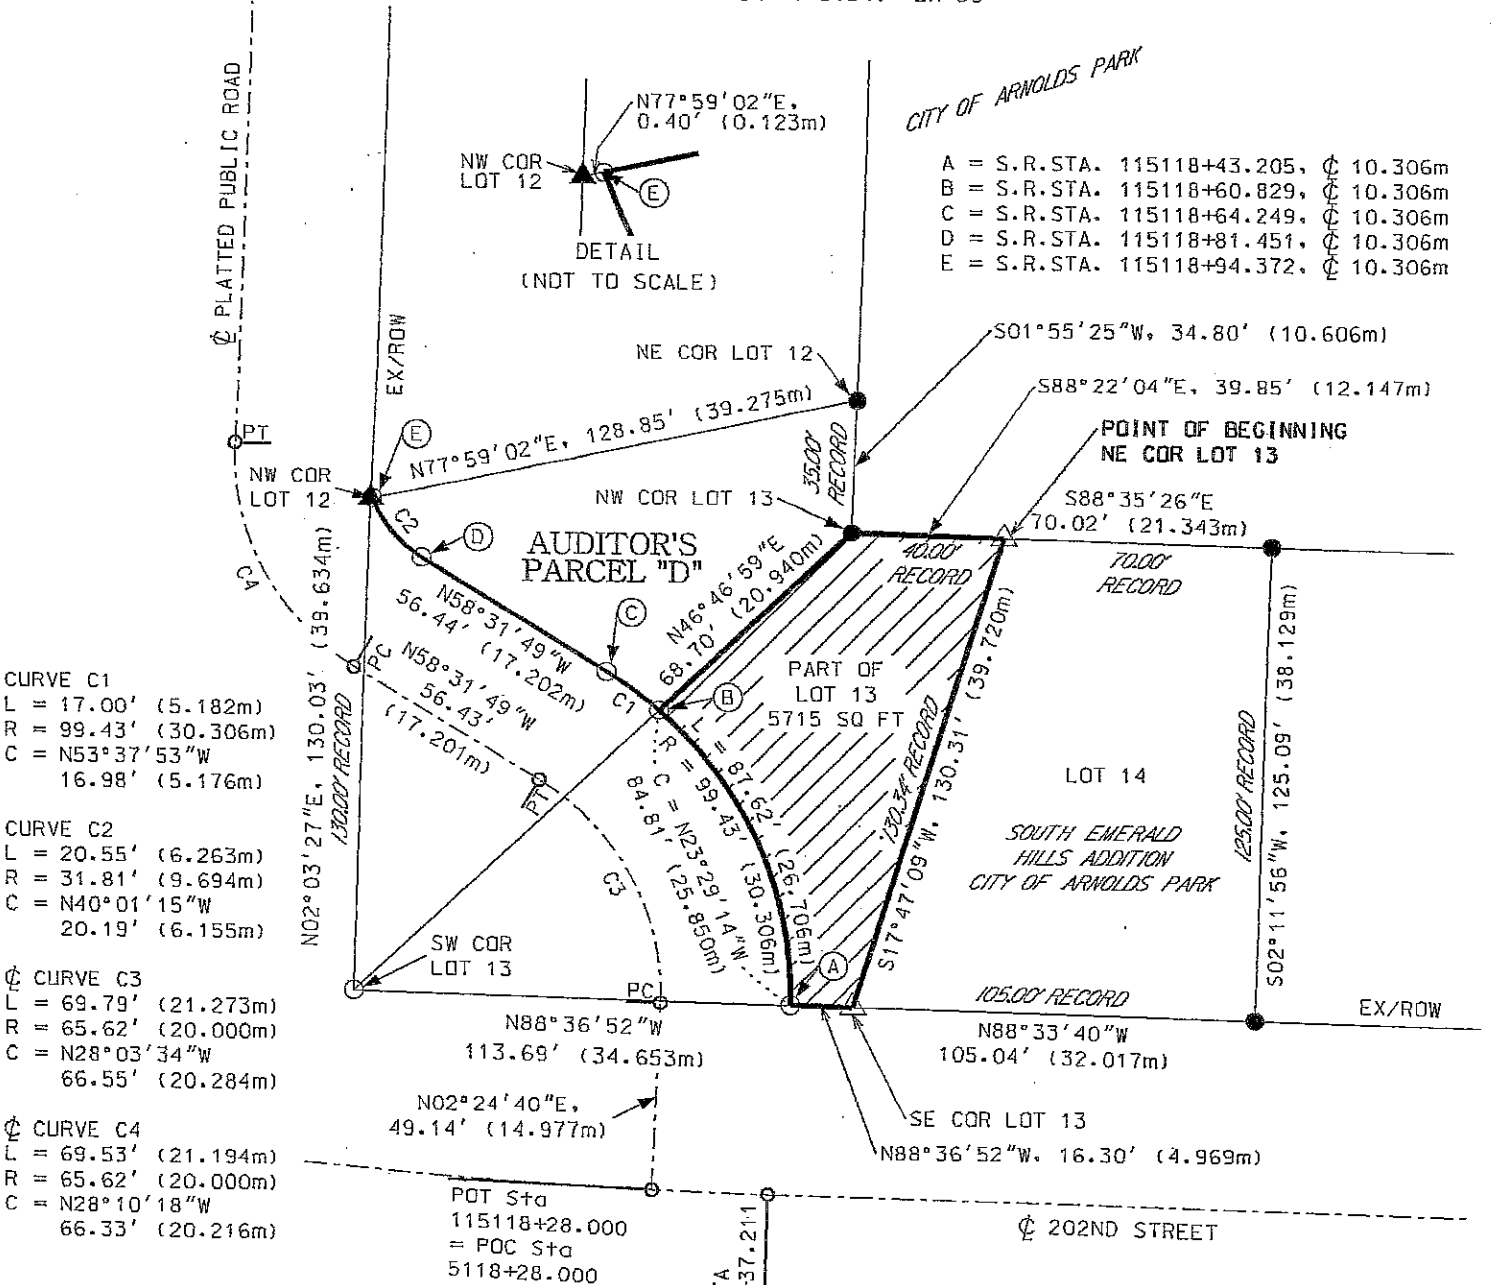 ℄ PLATTED PUBLIC ROAD
EX/ROW
N77°59'02"E,
0.40' (0.123m)
NW COR
LOT 12
E
DETAIL
(NOT TO SCALE)
CITY OF ARNOLDS PARK
A = S.R.STA. 115118+43.205, ℄ 10.306m
B = S.R.STA. 115118+60.829, ℄ 10.306m
C = S.R.STA. 115118+64.249, ℄ 10.306m
D = S.R.STA. 115118+81.451, ℄ 10.306m
E = S.R.STA. 115118+94.372, ℄ 10.306m
S01°55'25"W, 34.80' (10.606m)
NE COR LOT 12
S88°22'04"E, 39.85' (12.147m)
POINT OF BEGINNING
NE COR LOT 13
PT
E
N77°59'02"E, 128.85' (39.275m)
35.00'
RECORD
NW COR
LOT 12
NW COR LOT 13
S88°35'26"E
70.02' (21.343m)
C2
D
AUDITOR'S
PARCEL "D"
40.00'
RECORD
70.00'
RECORD
C4
N46°46'59"E
68.70' (20.940m)
N58°31'49"W
56.44' (17.202m)
C
PC
N58°31'49"W
56.43'
(17.201m)
C1
B
PART OF
LOT 13
5715 SQ FT
130.34' RECORD
S17°47'09"W, 130.31' (39.720m)
LOT 14
SOUTH EMERALD
HILLS ADDITION
CITY OF ARNOLDS PARK
125.00' RECORD
S02°11'56"W, 125.09' (38.129m)
CURVE C1
L = 17.00' (5.182m)
R = 99.43' (30.306m)
C = N53°37'53"W
16.98' (5.176m)
CURVE C2
L = 20.55' (6.263m)
R = 31.81' (9.694m)
C = N40°01'15"W
20.19' (6.155m)
℄ CURVE C3
L = 69.79' (21.273m)
R = 65.62' (20.000m)
C = N28°03'34"W
66.55' (20.284m)
℄ CURVE C4
L = 69.53' (21.194m)
R = 65.62' (20.000m)
C = N28°10'18"W
66.33' (20.216m)
N02°03'27"E, 130.03' (39.634m)
130.00' RECORD
PT
L = 87.62' (26.706m)
R = 99.43' (30.306m)
C = N23°29'14"W
84.81' (25.850m)
C3
SW COR
LOT 13
A
PC
105.00' RECORD
EX/ROW
N88°36'52"W
113.69' (34.653m)
N88°33'40"W
105.04' (32.017m)
N02°24'40"E,
49.14' (14.977m)
SE COR LOT 13
N88°36'52"W, 16.30' (4.969m)
POT Sta
115118+28.000
= POC Sta
5118+28.000
37.211
℄ 202ND STREET